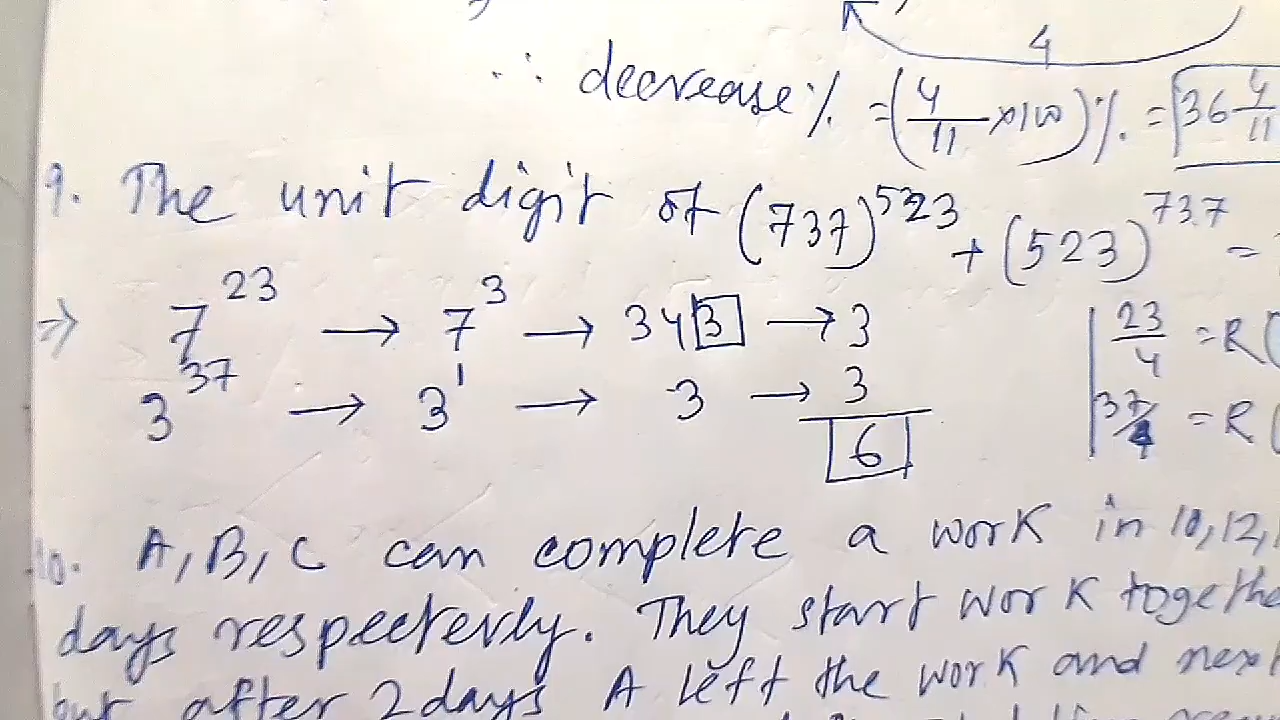 4
∴ decrease % = (4/11 × 100)% = 36 4/11
9. The unit digit of (737)^523 + (523)^737 =
⇒ 7^23 → 7^3 → 343 → 3
3^37 → 3^1 → 3 → 3
6
23/4 = R(
37/4 = R(
10. A, B, C can complete a work in 10, 12,
days respecterly. They start work togethe
but after 2 days A left the work and next